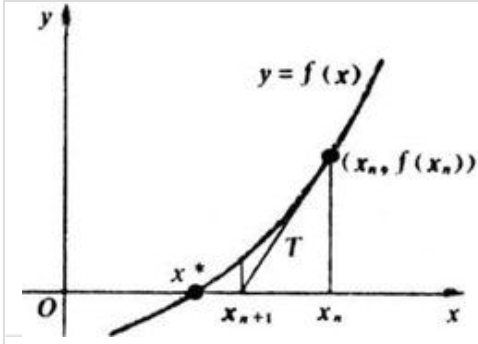 y
y = f(x)
(xₙ, f(xₙ))
T
x*
O
xₙ₊₁
xₙ
x